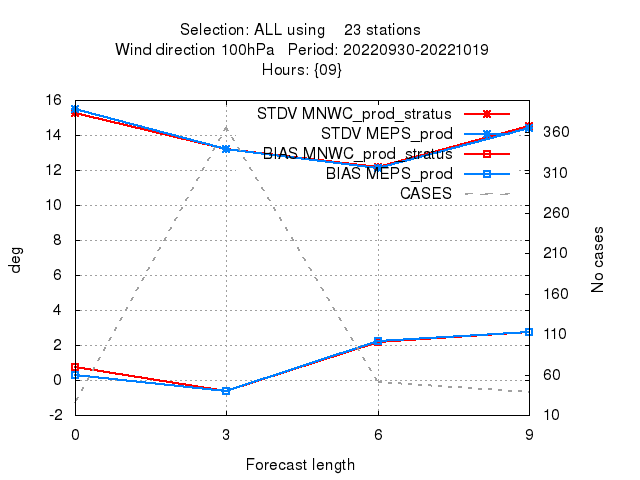 Selection: ALL using    23 stations
Wind direction 100hPa   Period: 20220930-20221019
Hours: {09}
16
14
12
10
8
6
4
2
0
-2
deg
STDV MNWC_prod_stratus
STDV MEPS_prod
BIAS MNWC_prod_stratus
BIAS MEPS_prod
CASES
360
310
260
210
160
110
60
10
No cases
0 3 6 9
Forecast length